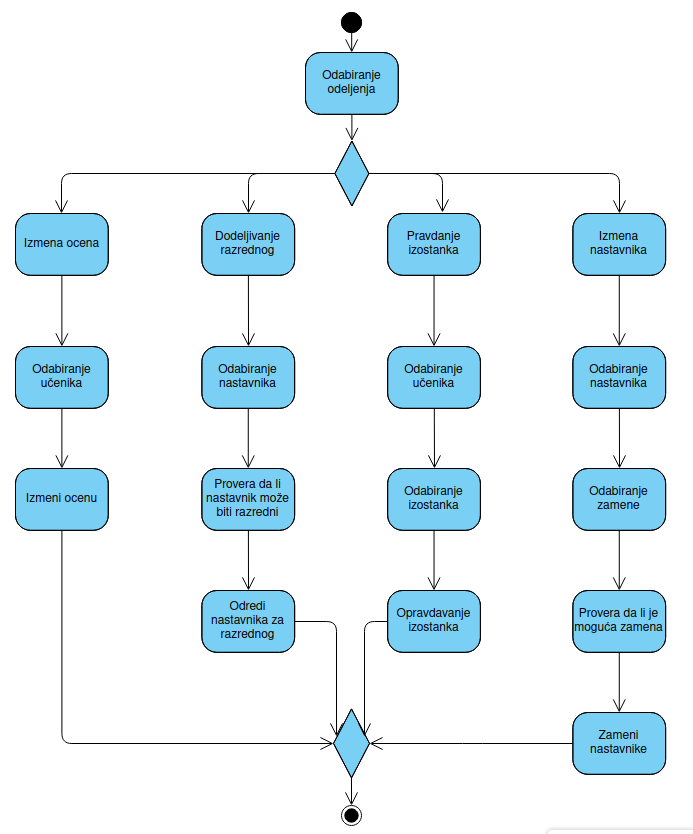 Odabiranje
odeljenja
Izmena ocena
Dodeljivanje
razrednog
Pravdanje
izostanka
Izmena
nastavnika
Odabiranje
učenika
Odabiranje
nastavnika
Odabiranje
učenika
Odabiranje
nastavnika
Izmeni ocenu
Provera da li
nastavnik može
biti razredni
Odabiranje
izostanka
Odabiranje
zamene
Odredi
nastavnika za
razrednog
Opravdavanje
izostanka
Provera da li je
moguća zamena
Zameni
nastavnike